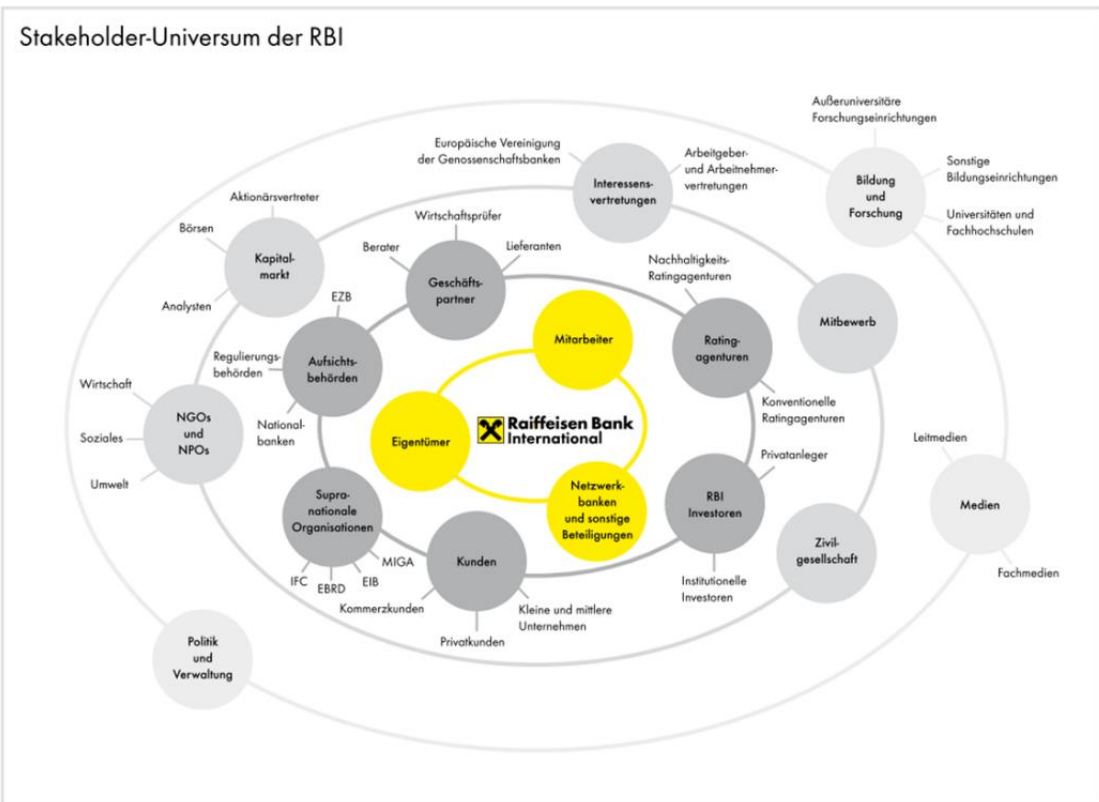 Stakeholder-Universum der RBI
Außeruniversitäre
Forschungseinrichtungen
Sonstige
Bildungseinrichtungen
Bildung
und
Forschung
Universitäten und
Fachhochschulen
Europäische Vereinigung
der Genossenschaftsbanken
Interessens-
vertretungen
Arbeitgeber-
und Arbeitnehmer-
vertretungen
Aktionärsvertreter
Börsen
Kapital-
markt
Analysten
Wirtschaftsprüfer
Berater
Lieferanten
Geschäfts-
partner
Nachhaltigkeits-
Ratingagenturen
Rating-
agenturen
Konventionelle
Ratingagenturen
Mitbewerb
EZB
Regulierungs-
behörden
Aufsichts-
behörden
National-
banken
Mitarbeiter
Wirtschaft
Soziales
Umwelt
NGOs
und
NPOs
Eigentümer
Raiffeisen Bank
International
Netzwerk-
banken
und sonstige
Beteiligungen
Privatanleger
RBI
Investoren
Institutionelle
Investoren
Leitmedien
Medien
Fachmedien
Supra-
nationale
Organisationen
IFC
EBRD
EIB
MIGA
Kunden
Kommerzkunden
Privatkunden
Kleine und mittlere
Unternehmen
Zivil-
gesellschaft
Politik
und
Verwaltung